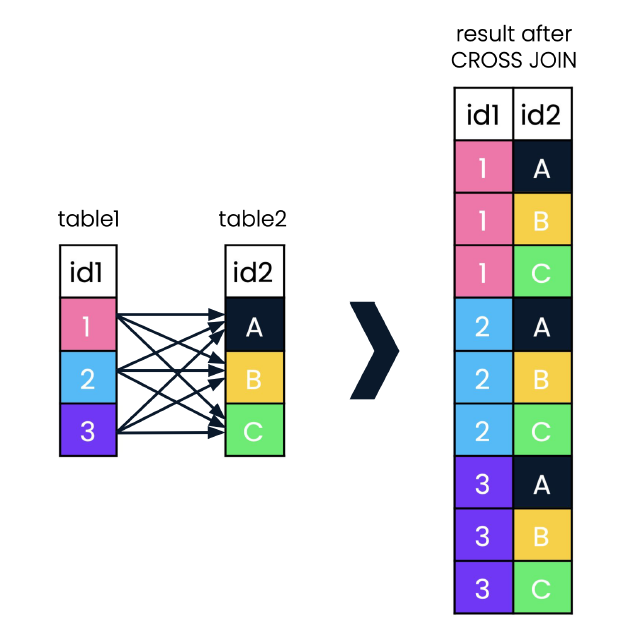 table1
id1
1
2
3
table2
id2
A
B
C
result after
CROSS JOIN
id1 id2
1 A
1 B
1 C
2 A
2 B
2 C
3 A
3 B
3 C